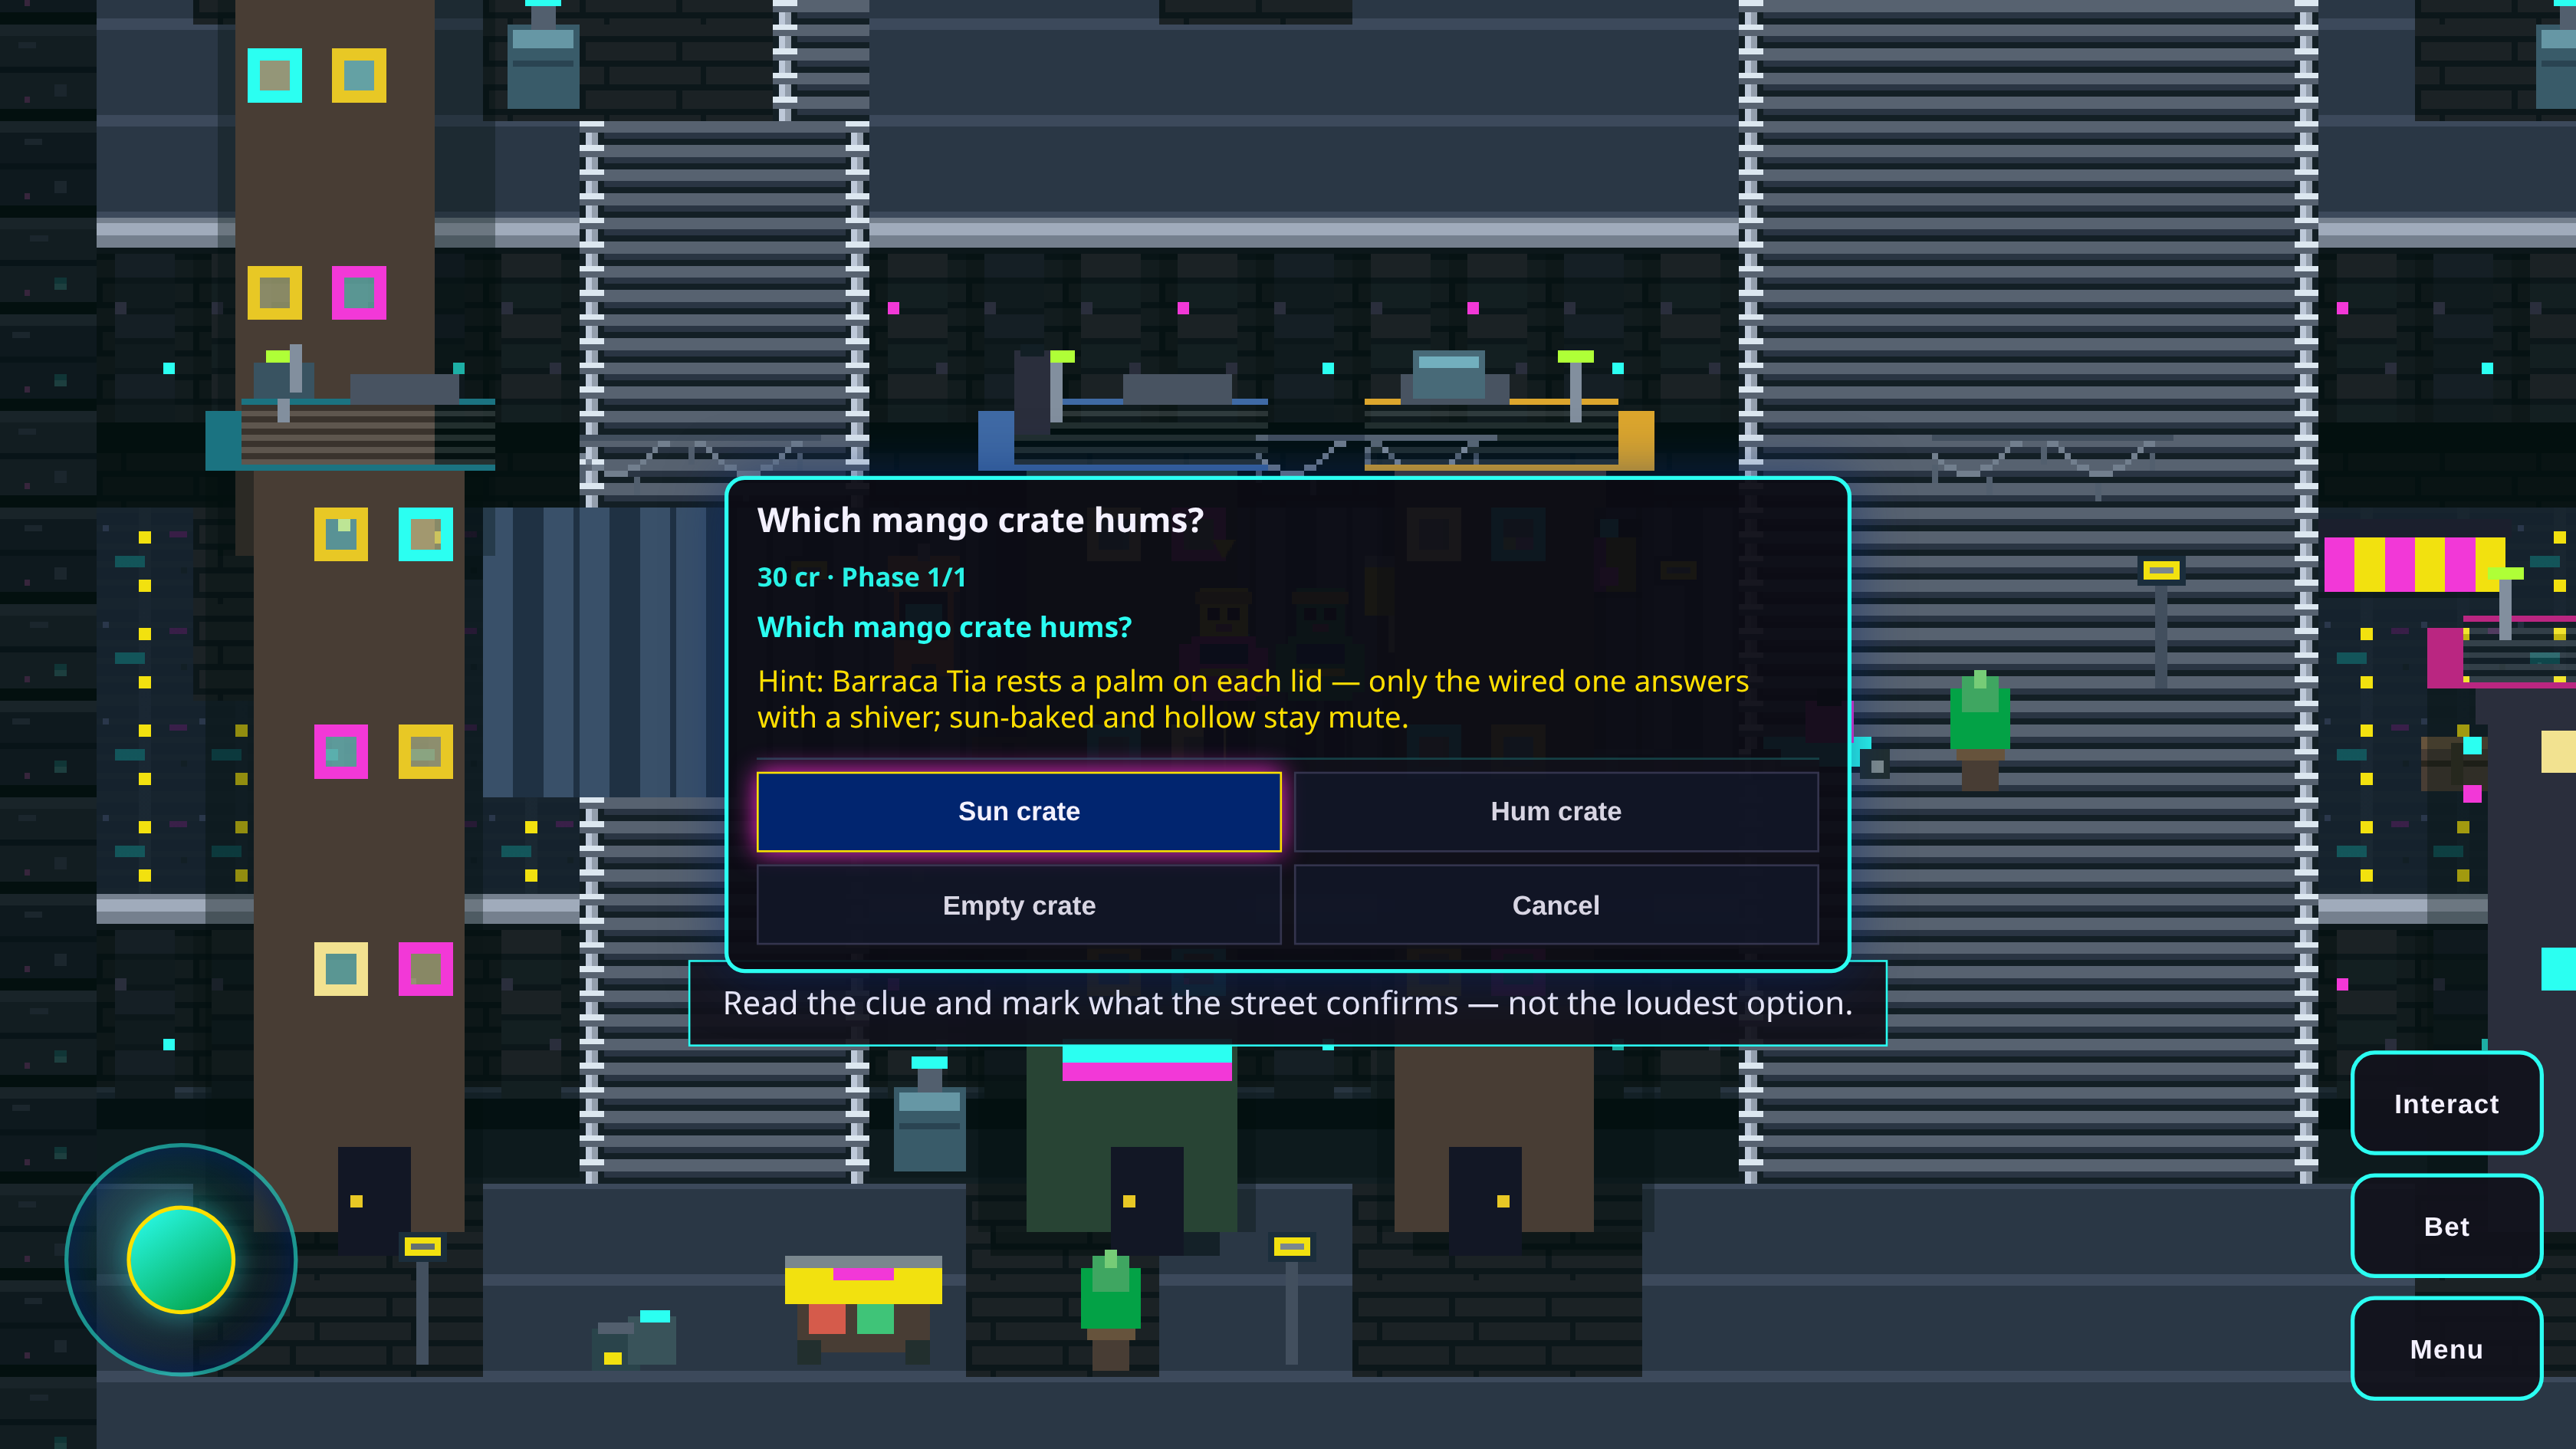 Which mango crate hums?
30 cr · Phase 1/1
Which mango crate hums?
Hint: Barraca Tia rests a palm on each lid — only the wired one answers
with a shiver; sun-baked and hollow stay mute.
Sun crate
Hum crate
Empty crate
Cancel
Read the clue and mark what the street confirms — not the loudest option.
Interact
Bet
Menu